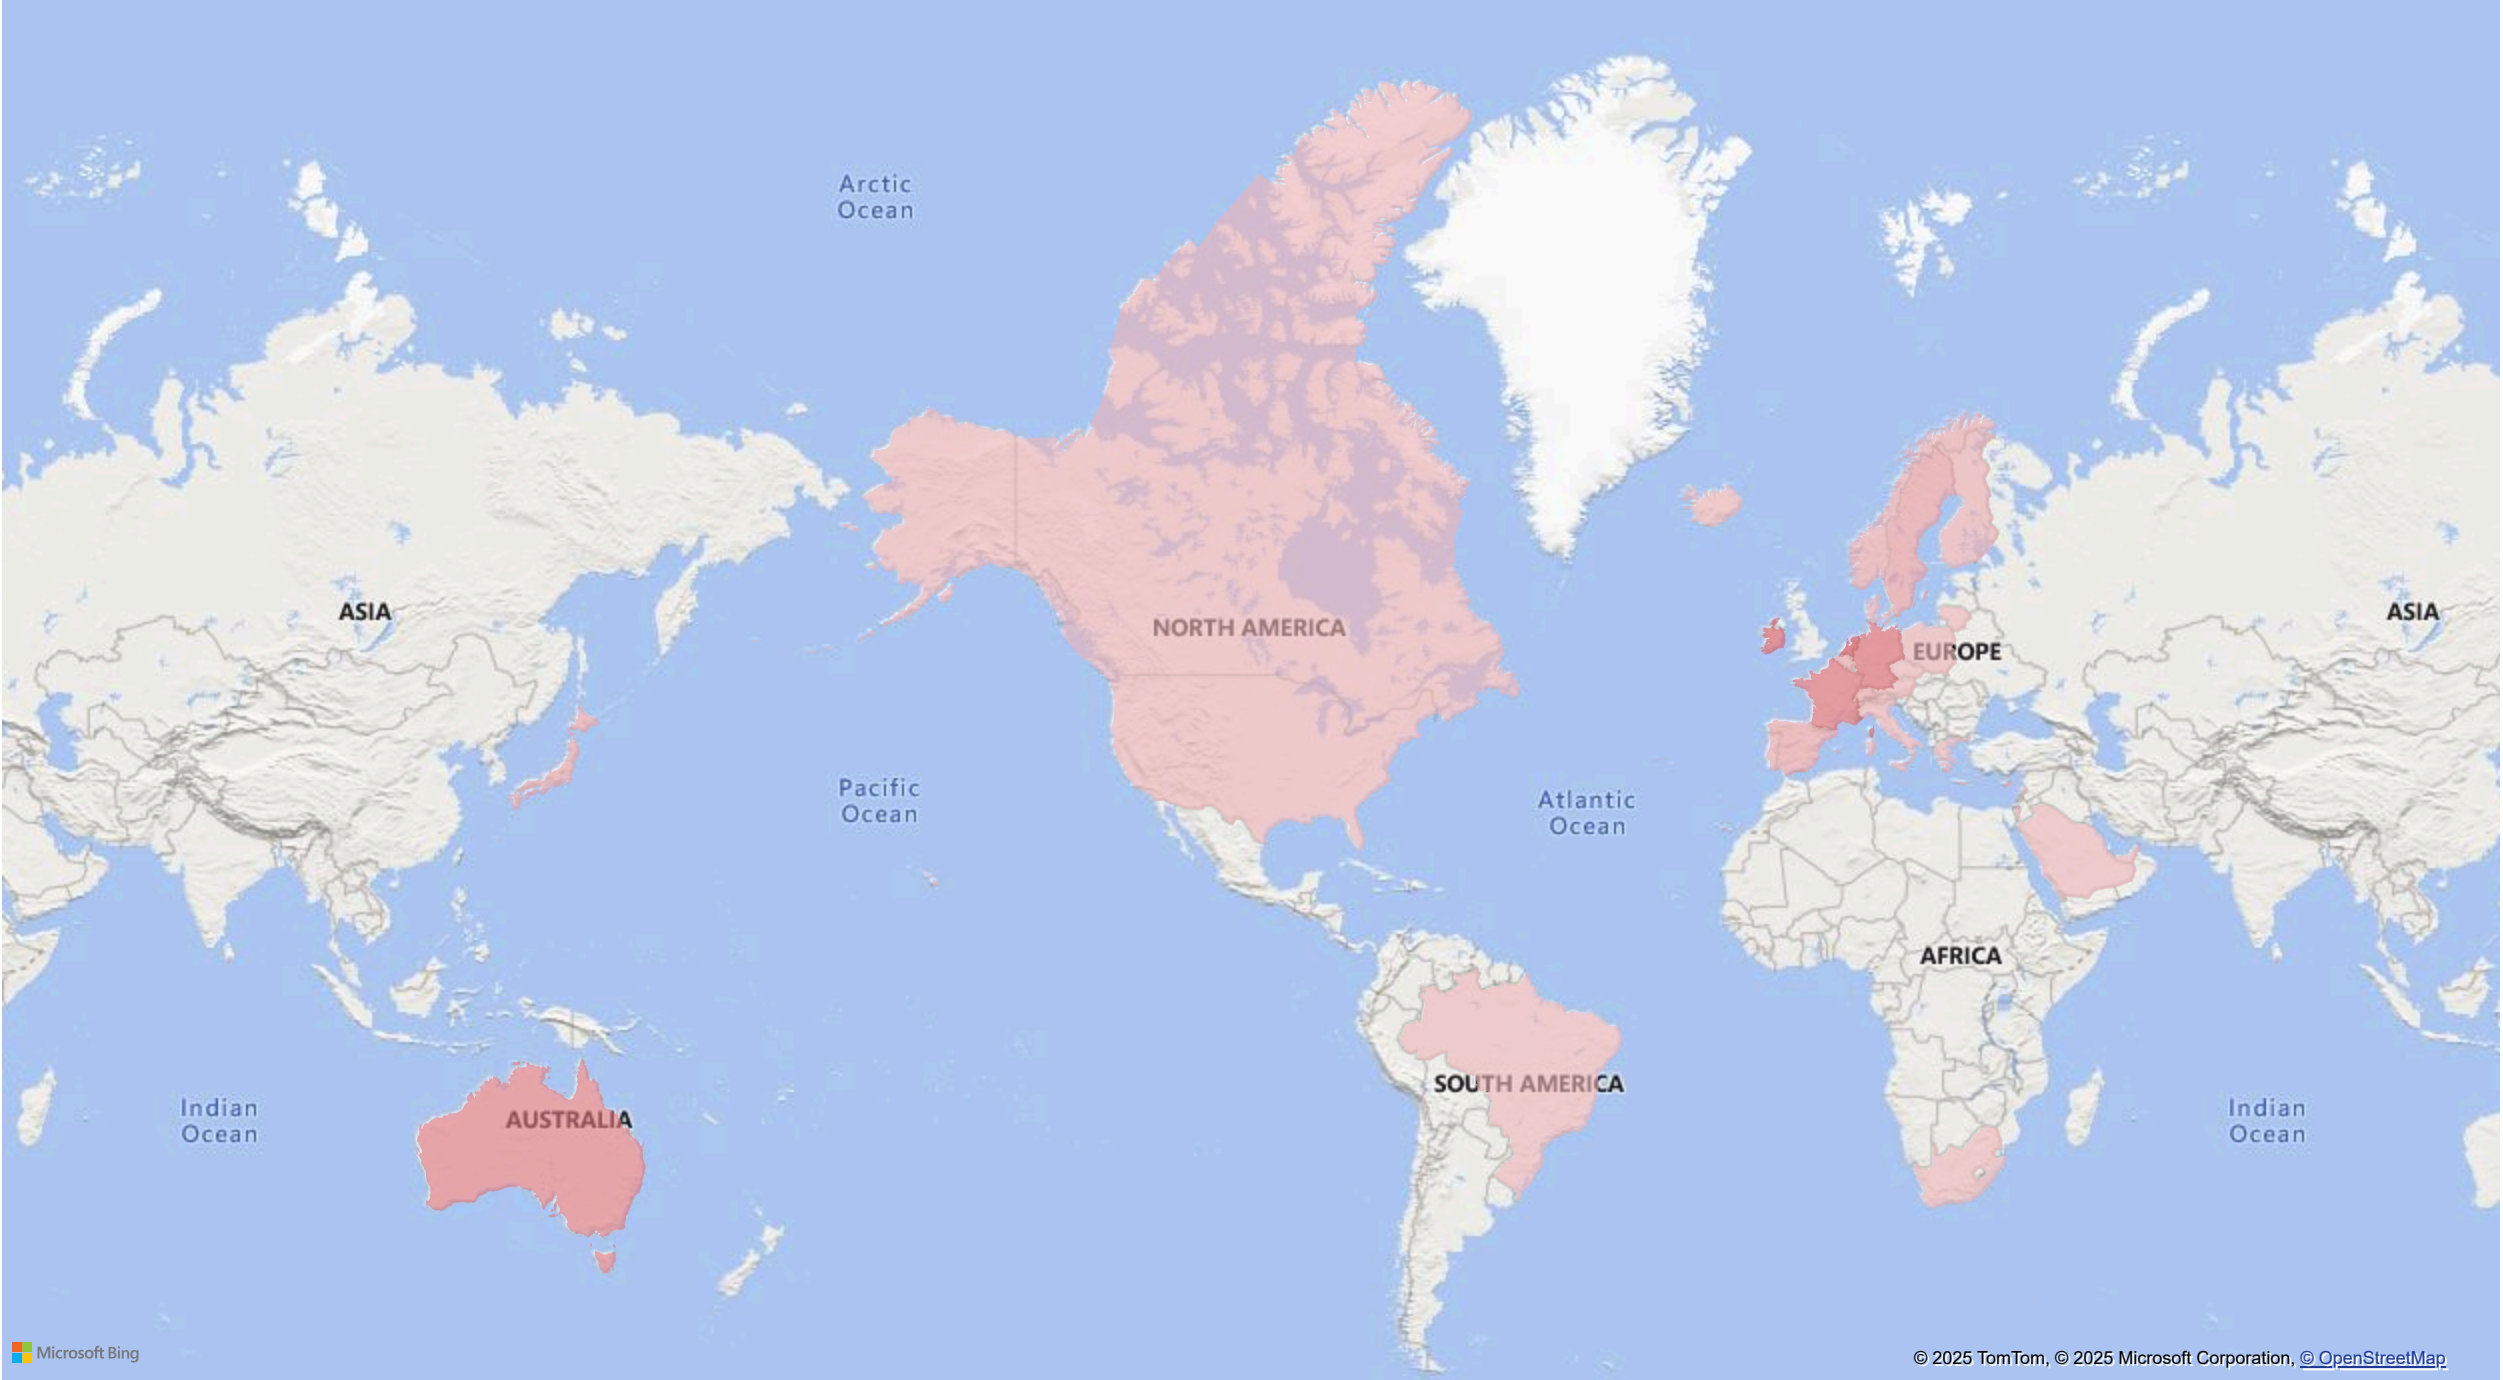 Arctic
Ocean
ASIA
NORTH AMERICA
ASIA
EUROPE
Pacific
Ocean
Atlantic
Ocean
AFRICA
SOUTH AMERICA
Indian
Ocean
AUSTRALIA
Indian
Ocean
Microsoft Bing
© 2025 TomTom, © 2025 Microsoft Corporation, © OpenStreetMap